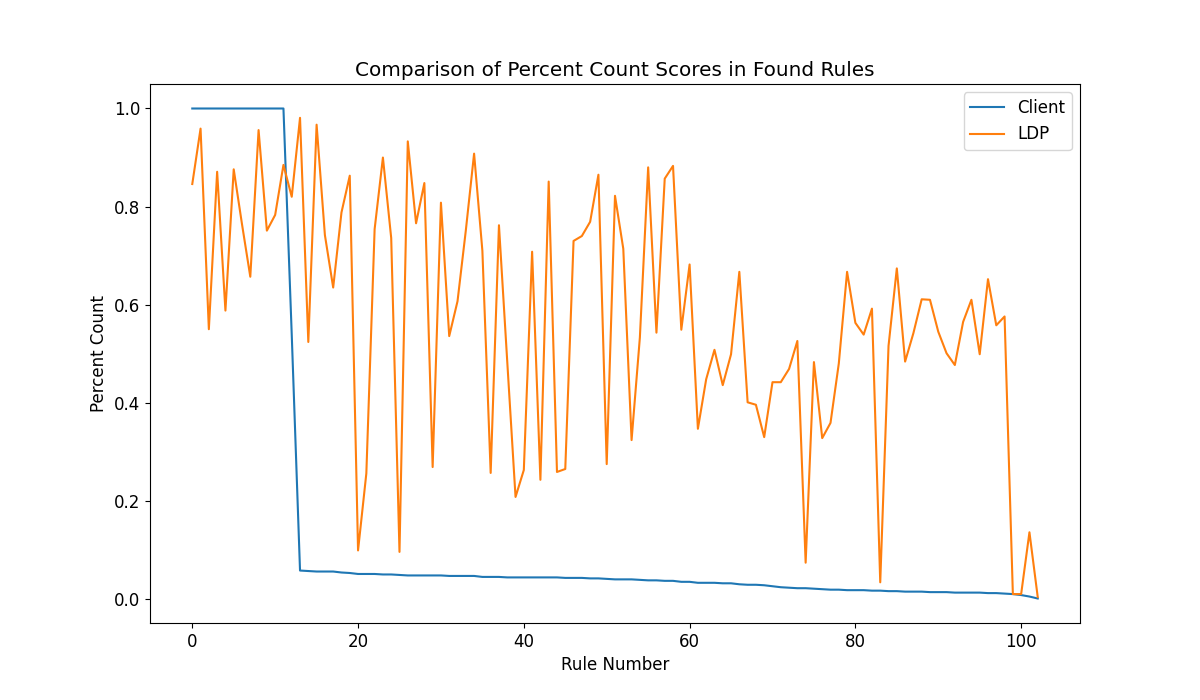 Comparison of Percent Count Scores in Found Rules
Client
LDP
Percent Count
1.0
0.8
0.6
0.4
0.2
0.0
0 20 40 60 80 100
Rule Number